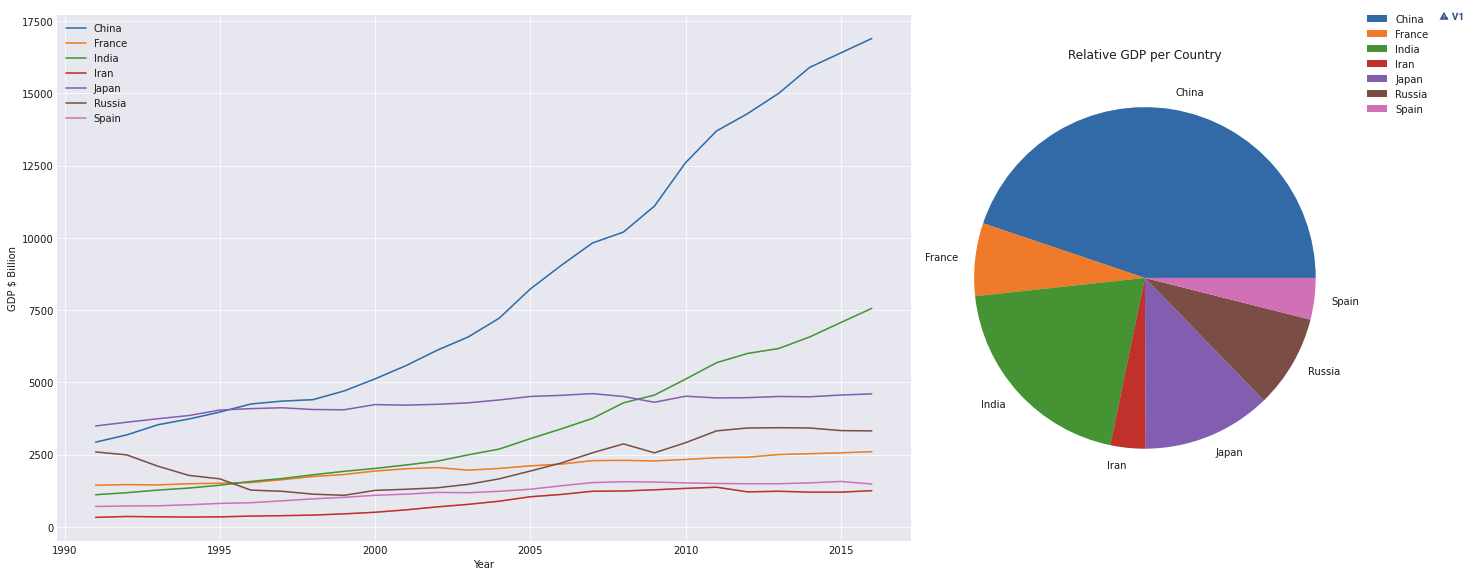 17500
15000
12500
10000
7500
5000
2500
0
GDP $ Billion
China
France
India
Iran
Japan
Russia
Spain
1990
1995
2000
2005
2010
2015
Year
Relative GDP per Country
China
France
India
Iran
Japan
Russia
Spain
China
France
India
Iran
Japan
Russia
Spain
V1